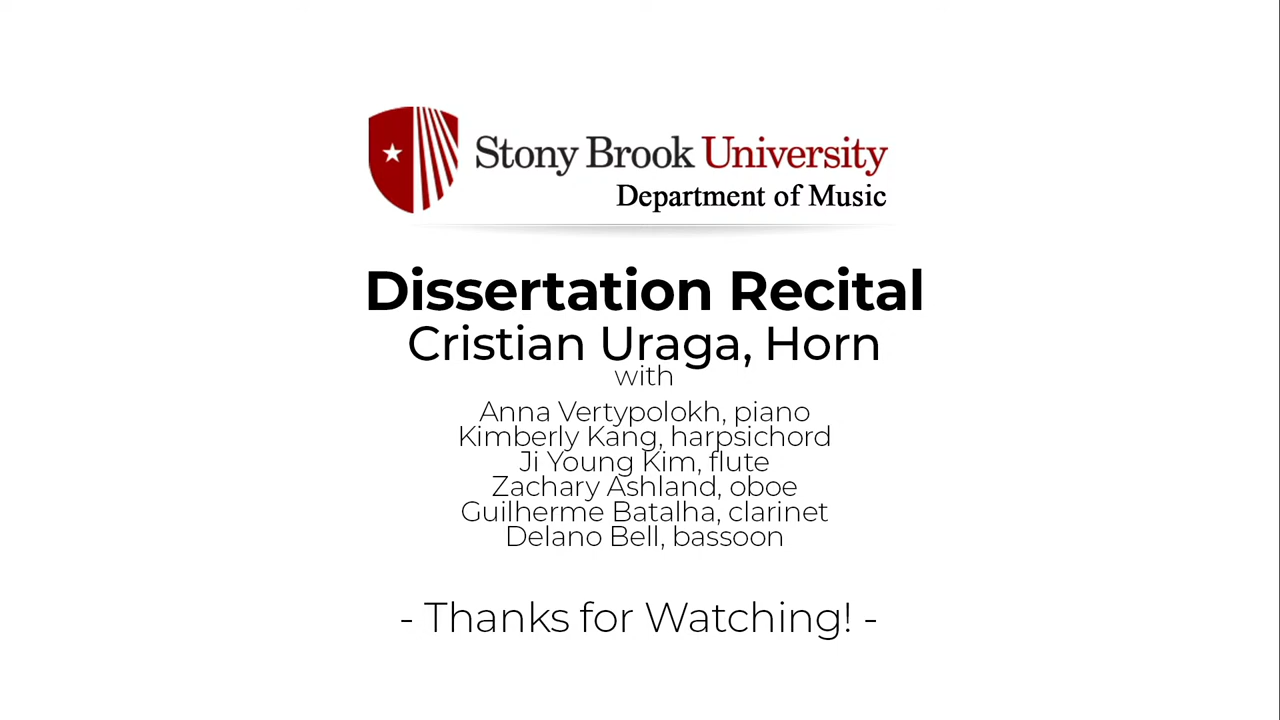 Stony Brook University
Department of Music
Dissertation Recital
Cristian Uraga, Horn
with
Anna Vertypolokh, piano
Kimberly Kang, harpsichord
Ji Young Kim, flute
Zachary Ashland, oboe
Guilherme Batalha, clarinet
Delano Bell, bassoon
- Thanks for Watching! -